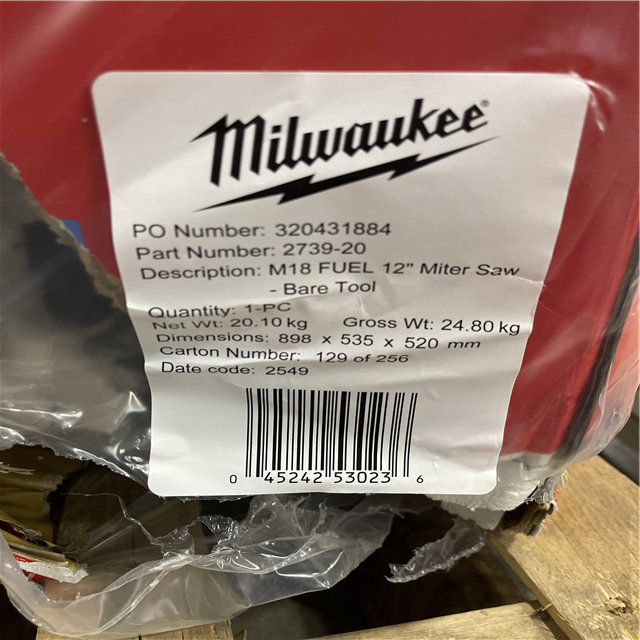 Milwaukee®
PO Number: 320431884
Part Number: 2739-20
Description: M18 FUEL 12" Miter Saw
- Bare Tool
Quantity: 1-PC
Net Wt: 20.10kg Gross Wt: 24.80 kg
Dimensions: 898 x 535 x 520 mm
Carton Number: 129 of 256
Date code: 2549
0 45242 53023 6